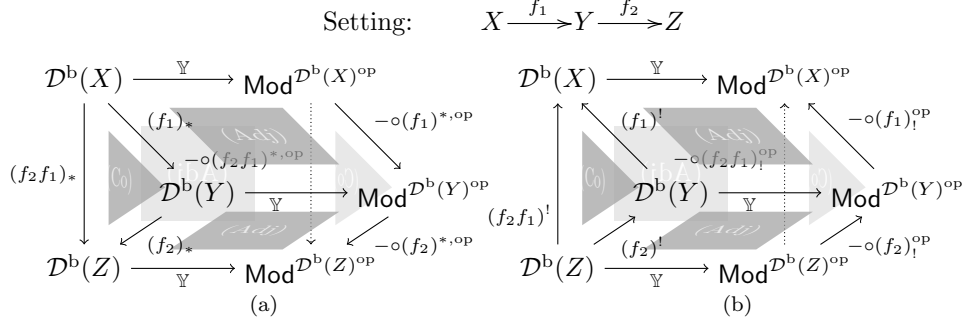 Setting: X f₁ Y f₂ Z
𝒟ᵇ(X) 𝕐 Mod 𝒟ᵇ(X)ᵒᵖ
𝒟ᵇ(X) 𝕐 Mod 𝒟ᵇ(X)ᵒᵖ
(f₁)_* (Adj) −∘(f₁)^{*,op}
(f₁)^! (Adj) −∘(f₁)_!^{op}
(f₂f₁)_* −∘(f₂f₁)^{*,op}
−∘(f₂f₁)_!^{op}
𝒟ᵇ(Y) 𝕐 Mod 𝒟ᵇ(Y)ᵒᵖ
(f₂f₁)^! 𝒟ᵇ(Y) 𝕐 Mod 𝒟ᵇ(Y)ᵒᵖ
(f₂)_* (Adj) −∘(f₂)^{*,op}
(f₂)^! (Adj) −∘(f₂)_!^{op}
𝒟ᵇ(Z) 𝕐 Mod 𝒟ᵇ(Z)ᵒᵖ
𝒟ᵇ(Z) 𝕐 Mod 𝒟ᵇ(Z)ᵒᵖ
(a) (b)